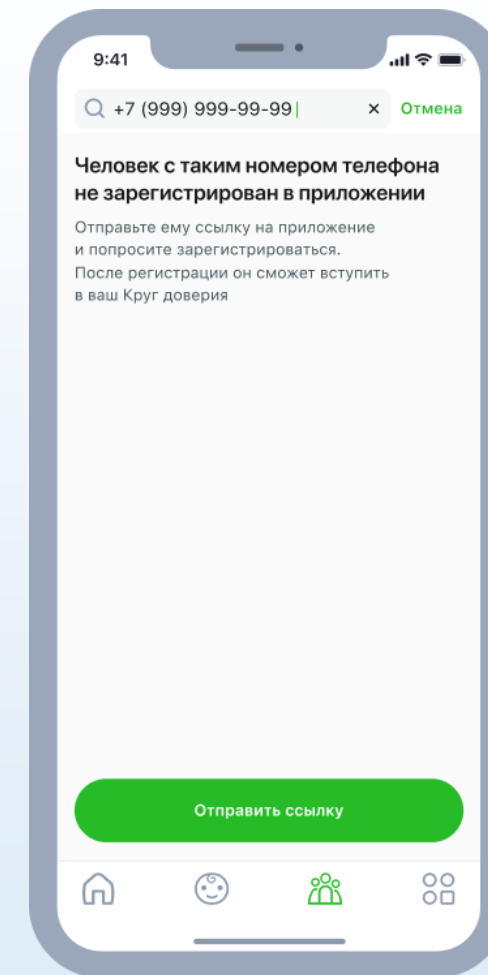 9:41
+7 (999) 999-99-99
Отмена
Человек с таким номером телефона
не зарегистрирован в приложении
Отправьте ему ссылку на приложение
и попросите зарегистрироваться.
После регистрации он сможет вступить
в ваш Круг доверия
Отправить ссылку